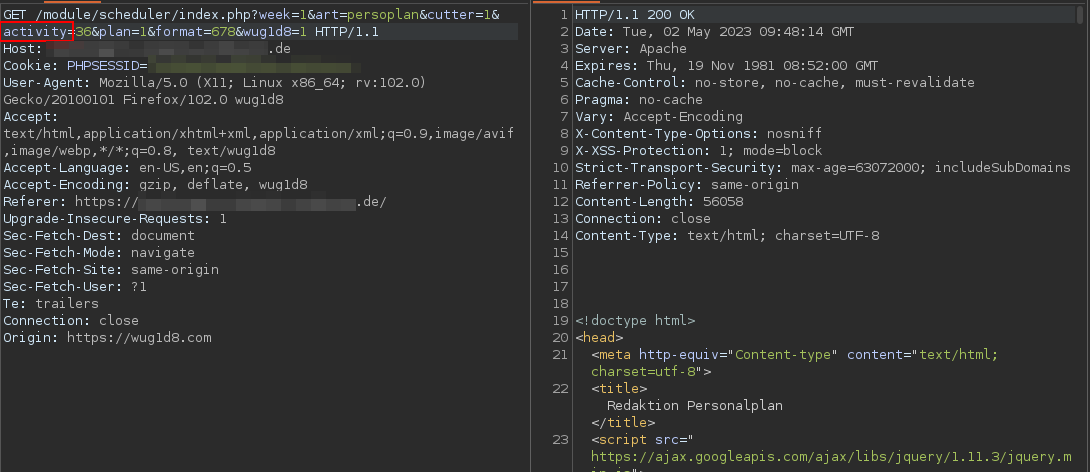 GET /module/scheduler/index.php?week=1&art=persoplan&cutter=1&
activity=36&plan=1&format=678&wug1d8=1 HTTP/1.1
Host: .de
Cookie: PHPSESSID=
User-Agent: Mozilla/5.0 (X11; Linux x86_64; rv:102.0)
Gecko/20100101 Firefox/102.0 wug1d8
Accept:
text/html,application/xhtml+xml,application/xml;q=0.9,image/avif
,image/webp,*/*;q=0.8, text/wug1d8
Accept-Language: en-US,en;q=0.5
Accept-Encoding: gzip, deflate, wug1d8
Referer: https://.de/
Upgrade-Insecure-Requests: 1
Sec-Fetch-Dest: document
Sec-Fetch-Mode: navigate
Sec-Fetch-Site: same-origin
Sec-Fetch-User: ?1
Te: trailers
Connection: close
Origin: https://wug1d8.com
1 HTTP/1.1 200 OK
2 Date: Tue, 02 May 2023 09:48:14 GMT
3 Server: Apache
4 Expires: Thu, 19 Nov 1981 08:52:00 GMT
5 Cache-Control: no-store, no-cache, must-revalidate
6 Pragma: no-cache
7 Vary: Accept-Encoding
8 X-Content-Type-Options: nosniff
9 X-XSS-Protection: 1; mode=block
10 Strict-Transport-Security: max-age=63072000; includeSubDomains
11 Referrer-Policy: same-origin
12 Content-Length: 56058
13 Connection: close
14 Content-Type: text/html; charset=UTF-8
15
16
17
18
19 <!doctype html>
20 <head>
21 <meta http-equiv="Content-type" content="text/html;
charset=utf-8">
22 <title>
Redaktion Personalplan
</title>
23 <script src="
https://ajax.googleapis.com/ajax/libs/jquery/1.11.3/jquery.m